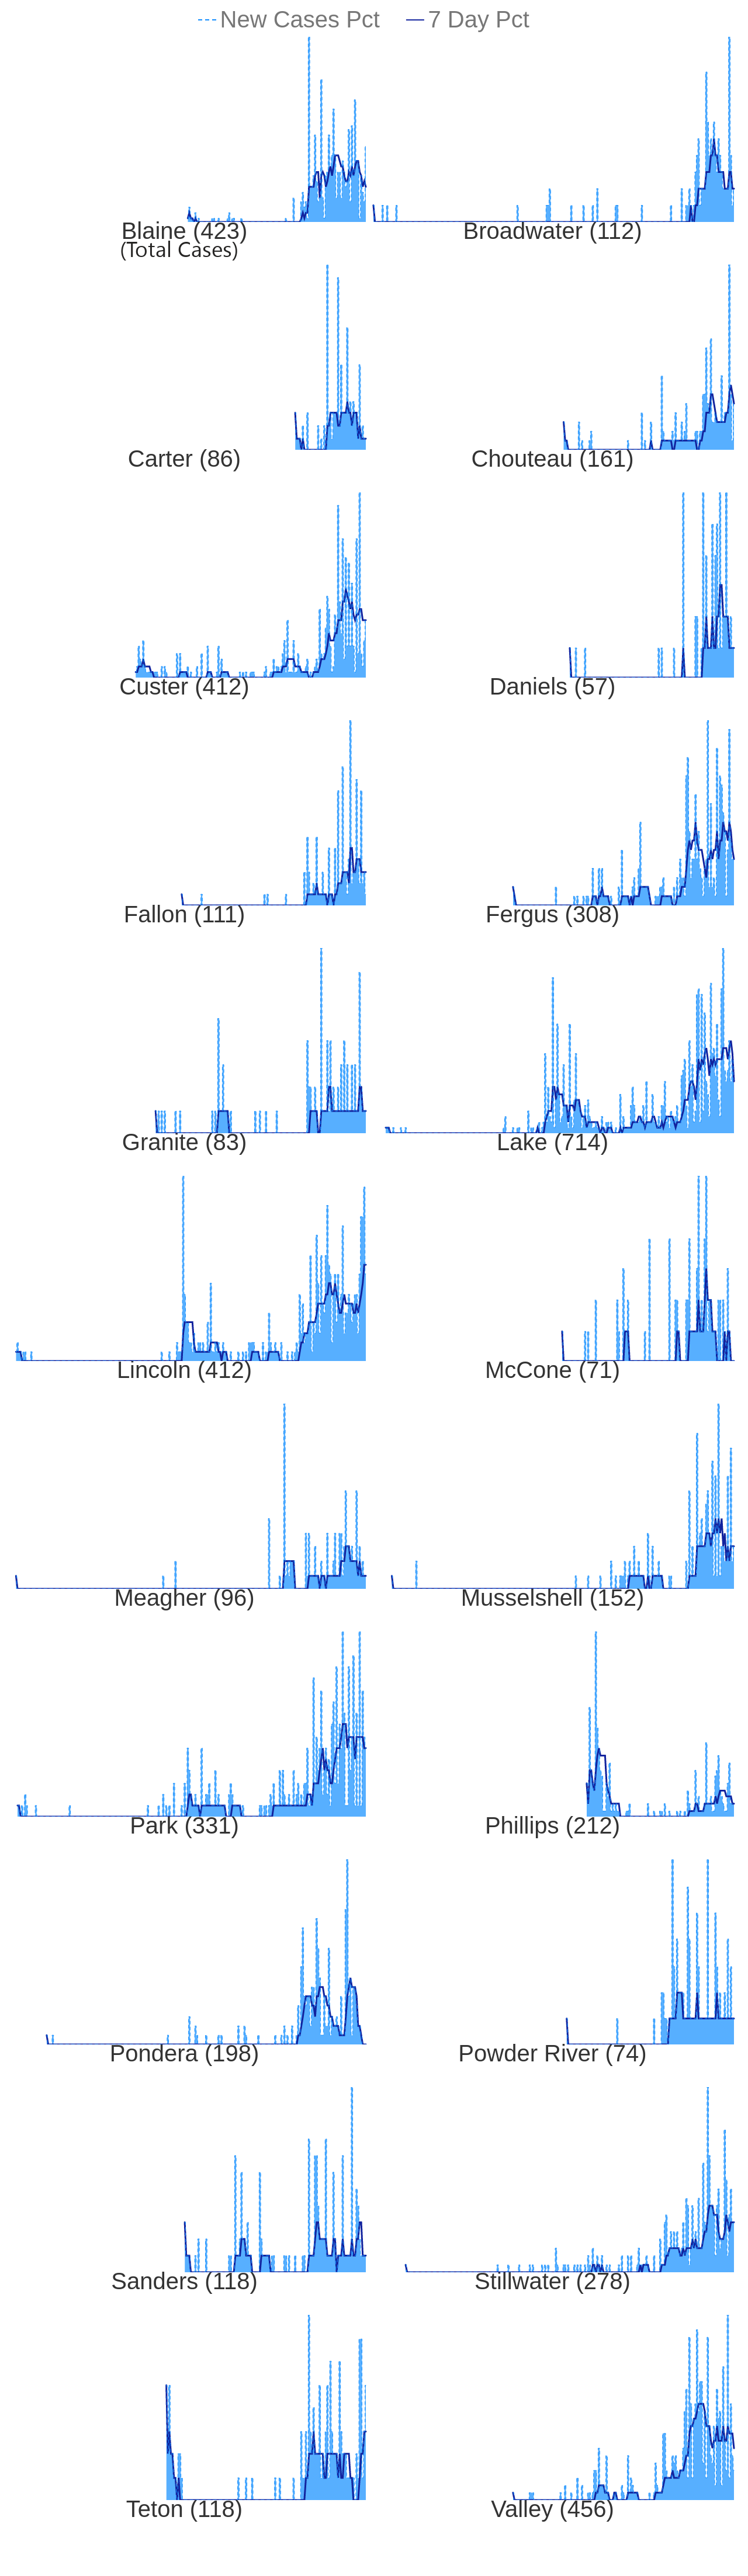 New Cases Pct 7 Day Pct
Blaine (423) Broadwater (112)
(Total Cases)
Carter (86) Chouteau (161)
Custer (412) Daniels (57)
Fallon (111) Fergus (308)
Granite (83) Lake (714)
Lincoln (412) McCone (71)
Meagher (96) Musselshell (152)
Park (331) Phillips (212)
Pondera (198) Powder River (74)
Sanders (118) Stillwater (278)
Teton (118) Valley (456)